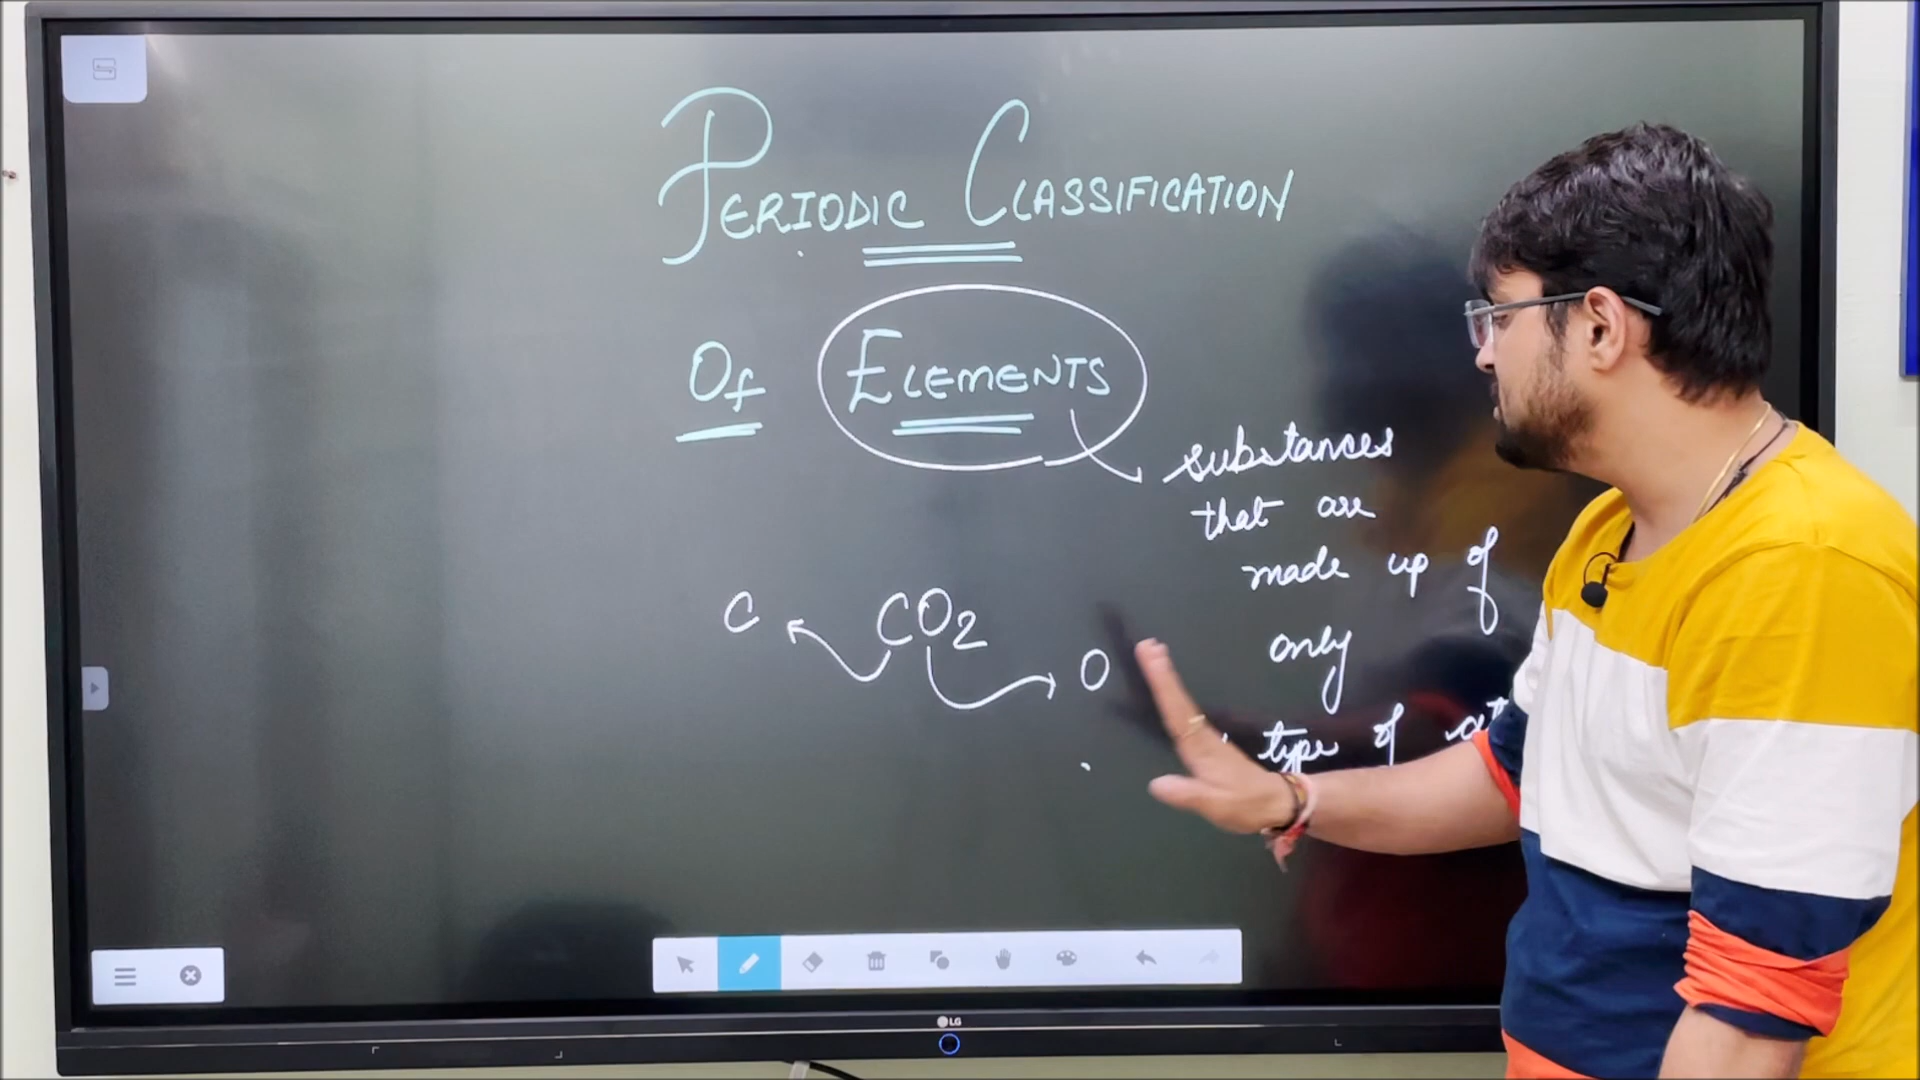 PERIODIC CLASSIFICATION
Of ELEMENTS
substances
that are
made up of
only
type of
C CO2 O
LG